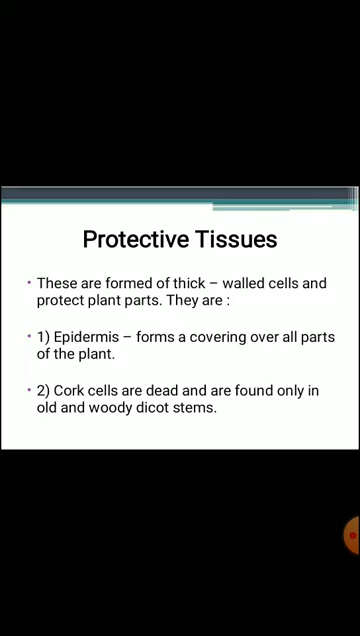 Protective Tissues
• These are formed of thick – walled cells and
protect plant parts. They are :
• 1) Epidermis – forms a covering over all parts
of the plant.
• 2) Cork cells are dead and are found only in
old and woody dicot stems.